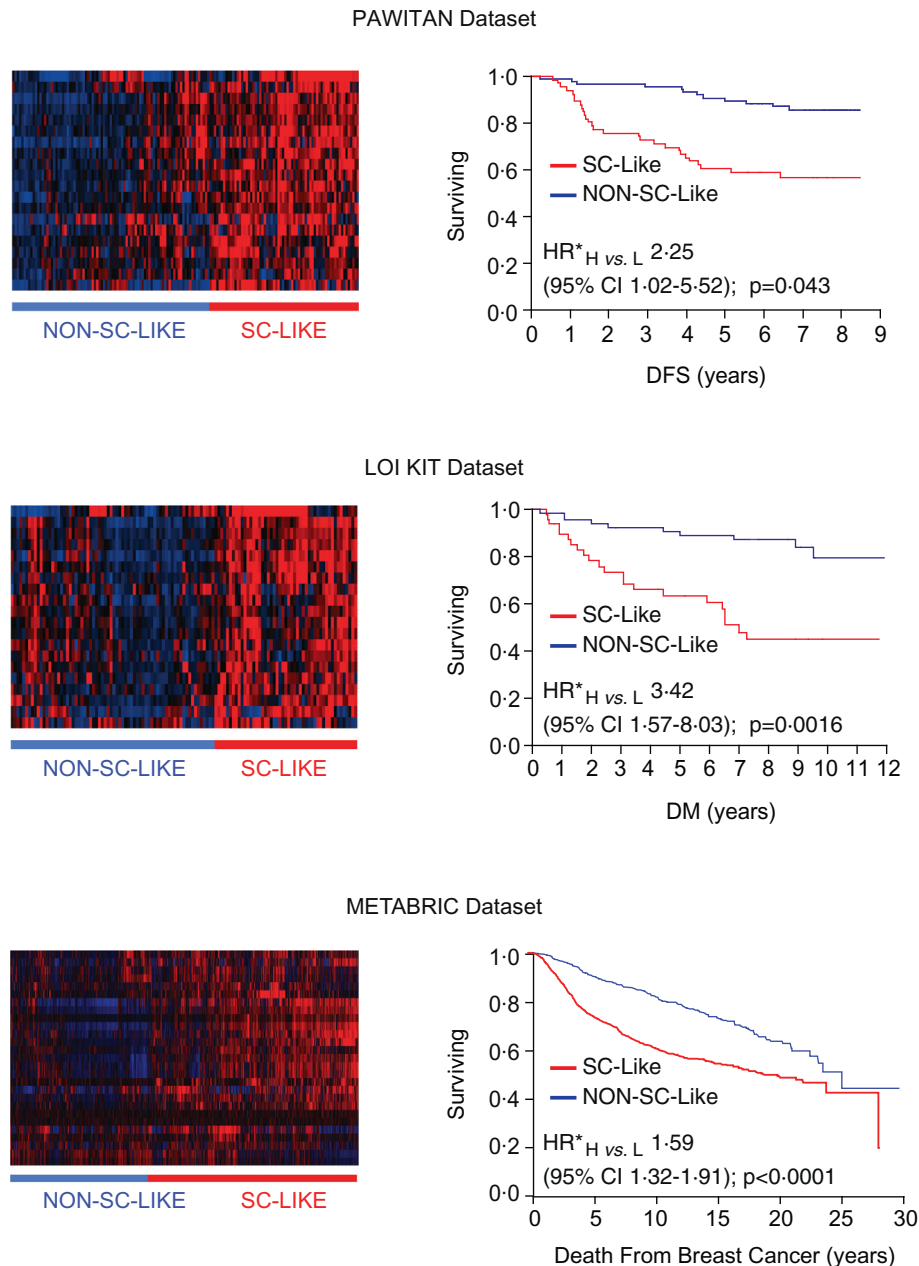 PAWITAN Dataset
NON-SC-LIKE SC-LIKE
Surviving
1·0
0·8
0·6
0·4
0·2
0·0
SC-Like
NON-SC-Like
HR*H vs. L 2·25
(95% CI 1·02-5·52); p=0·043
0 1 2 3 4 5 6 7 8 9
DFS (years)
LOI KIT Dataset
NON-SC-LIKE SC-LIKE
Surviving
1·0
0·8
0·6
0·4
0·2
0·0
SC-Like
NON-SC-Like
HR*H vs. L 3·42
(95% CI 1·57-8·03); p=0·0016
0 1 2 3 4 5 6 7 8 9 10 11 12
DM (years)
METABRIC Dataset
NON-SC-LIKE SC-LIKE
Surviving
1·0
0·8
0·6
0·4
0·2
0·0
SC-Like
NON-SC-Like
HR*H vs. L 1·59
(95% CI 1·32-1·91); p<0·0001
0 5 10 15 20 25 30
Death From Breast Cancer (years)